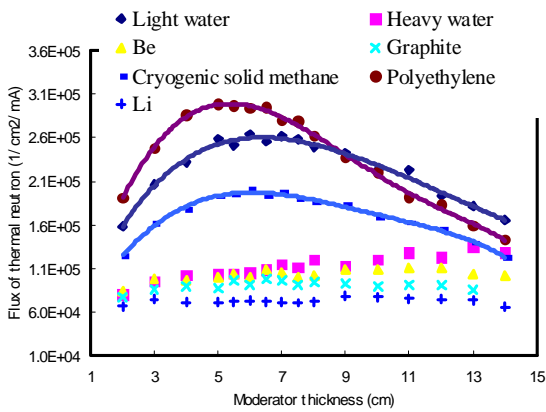 Light water
Heavy water
Be
Graphite
Cryogenic solid methane
Polyethylene
Li
Flux of thermal neutron (1/ cm2/ mA)
3.6E+05
3.1E+05
2.6E+05
2.1E+05
1.6E+05
1.1E+05
6.0E+04
1.0E+04
1 3 5 7 9 11 13 15
Moderator thickness (cm)